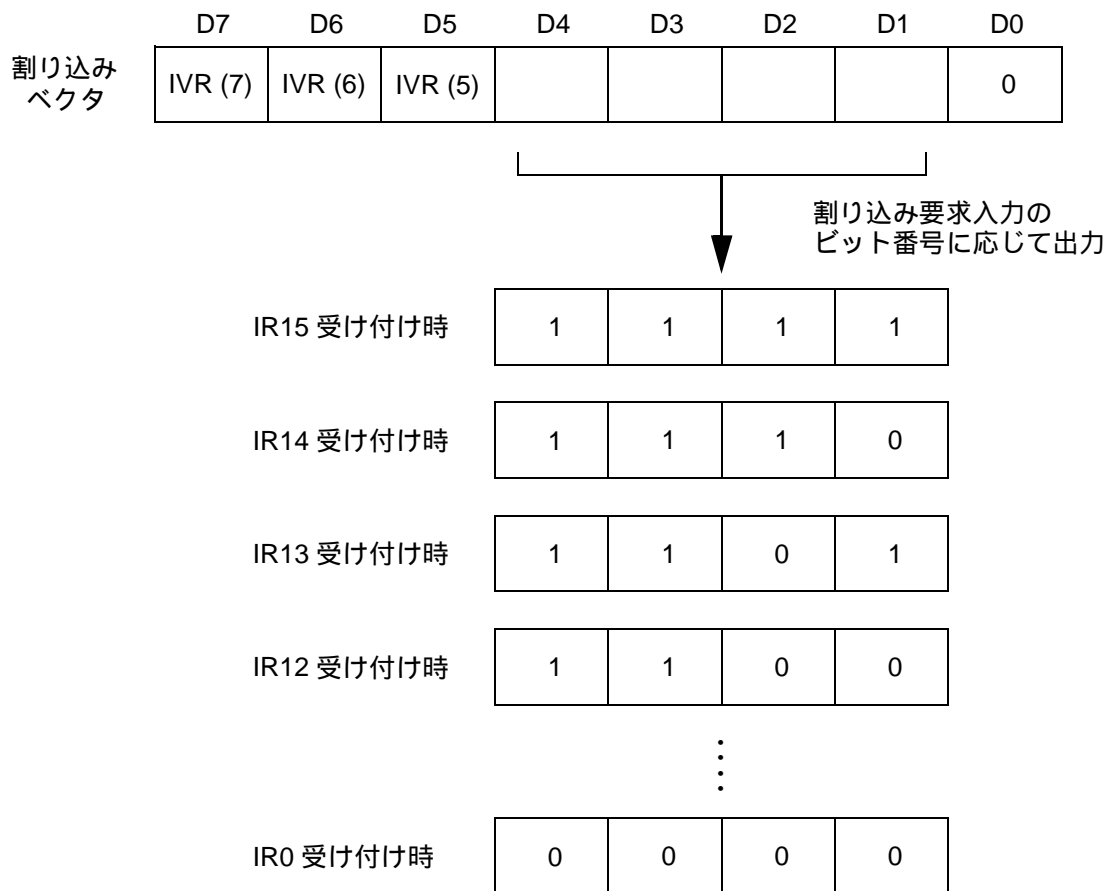 D7 D6 D5 D4 D3 D2 D1 D0
割り込み
ベクタ
IVR (7) IVR (6) IVR (5) 0
割り込み要求入力の
ビット番号に応じて出力
IR15 受け付け時 1 1 1 1
IR14 受け付け時 1 1 1 0
IR13 受け付け時 1 1 0 1
IR12 受け付け時 1 1 0 0
IR0 受け付け時 0 0 0 0